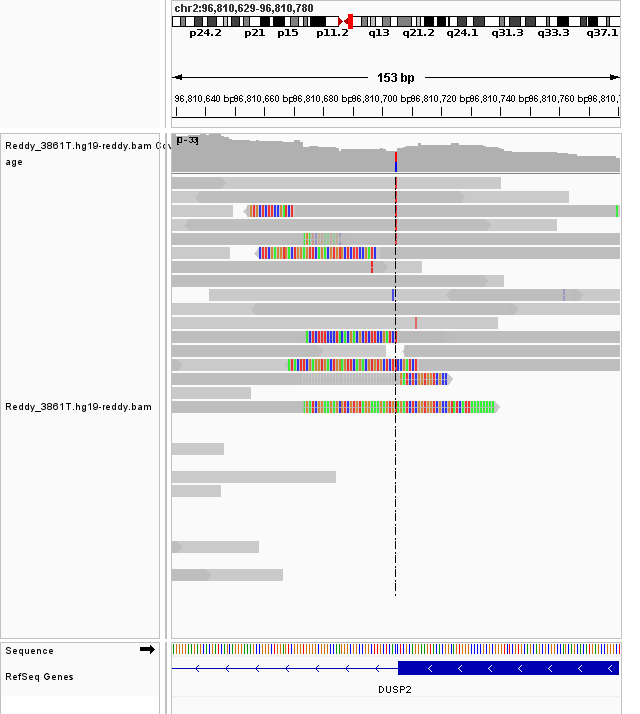 chr2:96,810,629-96,810,780
p24.2 p21 p15 p11.2 q13 q21.2 q24.1 q31.3 q33.3 q37.1
153 bp
96,810,640 bp 96,810,660 bp 96,810,680 bp 96,810,700 bp 96,810,720 bp 96,810,740 bp 96,810,760 bp 96,810,7
Reddy_3861T.hg19-reddy.bam Cov
age
[0 - 33]
Reddy_3861T.hg19-reddy.bam
Sequence
RefSeq Genes
DUSP2